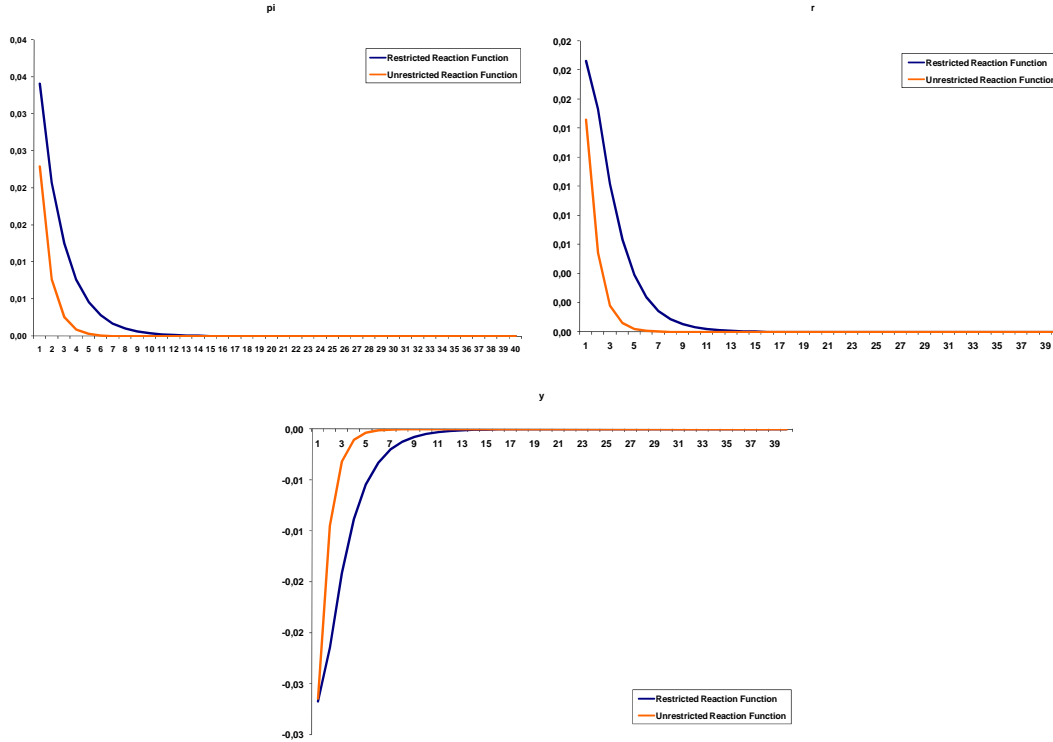 pi
0,04
0,04
0,03
0,03
0,02
0,02
0,01
0,01
0,00
1 2 3 4 5 6 7 8 9 10 11 12 13 14 15 16 17 18 19 20 21 22 23 24 25 26 27 28 29 30 31 32 33 34 35 36 37 38 39 40
Restricted Reaction Function
Unrestricted Reaction Function
r
0,02
0,02
0,02
0,01
0,01
0,01
0,01
0,01
0,00
0,00
0,00
1 3 5 7 9 11 13 15 17 19 21 23 25 27 29 31 33 35 37 39
Restricted Reaction Function
Unrestricted Reaction Function
y
0,00
-0,01
-0,01
-0,02
-0,02
-0,03
-0,03
1 3 5 7 9 11 13 15 17 19 21 23 25 27 29 31 33 35 37 39
Restricted Reaction Function
Unrestricted Reaction Function